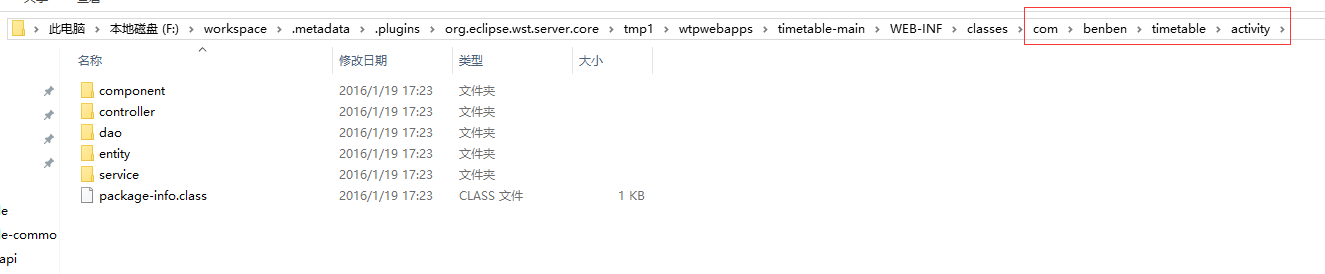 此电脑 > 本地磁盘 (F:) > workspace > .metadata > .plugins > org.eclipse.wst.server.core > tmp1 > wtpwebapps > timetable-main > WEB-INF > classes > com > benben > timetable > activity >
名称 修改日期 类型 大小
component 2016/1/19 17:23 文件夹
controller 2016/1/19 17:23 文件夹
dao 2016/1/19 17:23 文件夹
entity 2016/1/19 17:23 文件夹
service 2016/1/19 17:23 文件夹
package-info.class 2016/1/19 17:23 CLASS 文件 1 KB
le
le-commo
api